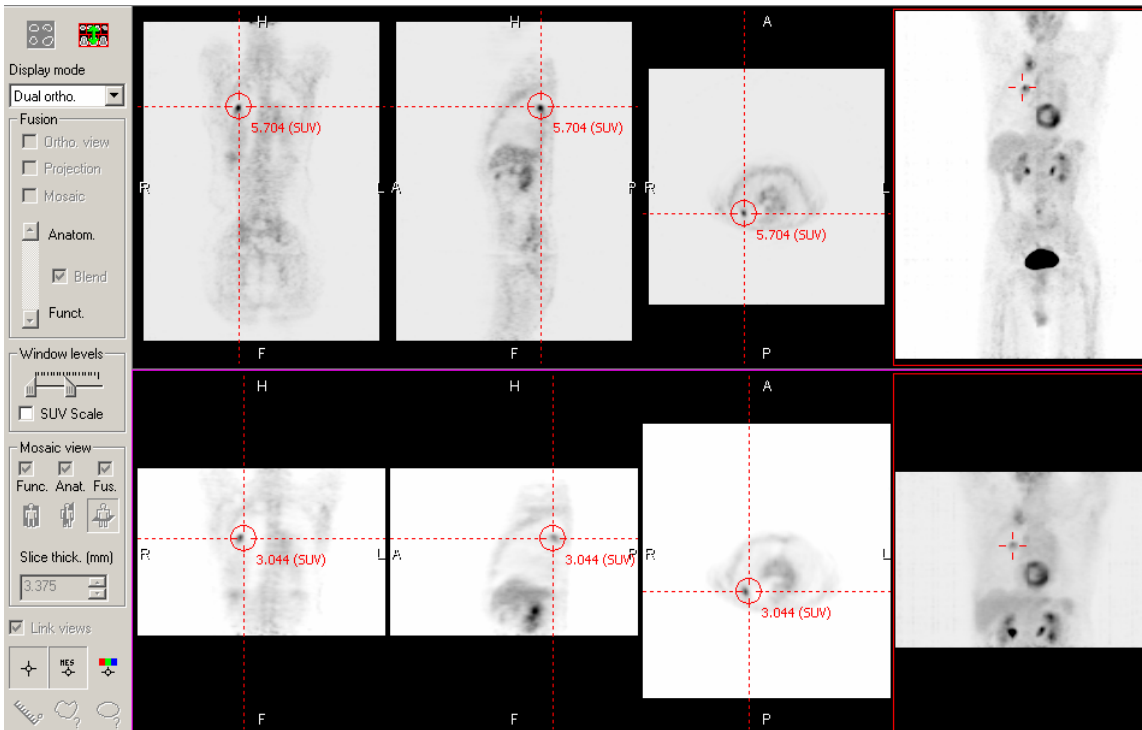 Display mode
Dual ortho.
Fusion
Ortho. view
Projection
Mosaic
Anatom.
Blend
Funct.
Window levels
SUV Scale
Mosaic view
Func. Anat. Fus.
Slice thick. (mm)
3.375
Link views
MES
?
?
H
H
A
5.704 (SUV)
5.704 (SUV)
R
L
A
P
R
L
5.704 (SUV)
F
F
P
H
H
A
R
L
A
P
R
L
3.044 (SUV)
3.044 (SUV)
3.044 (SUV)
F
F
P